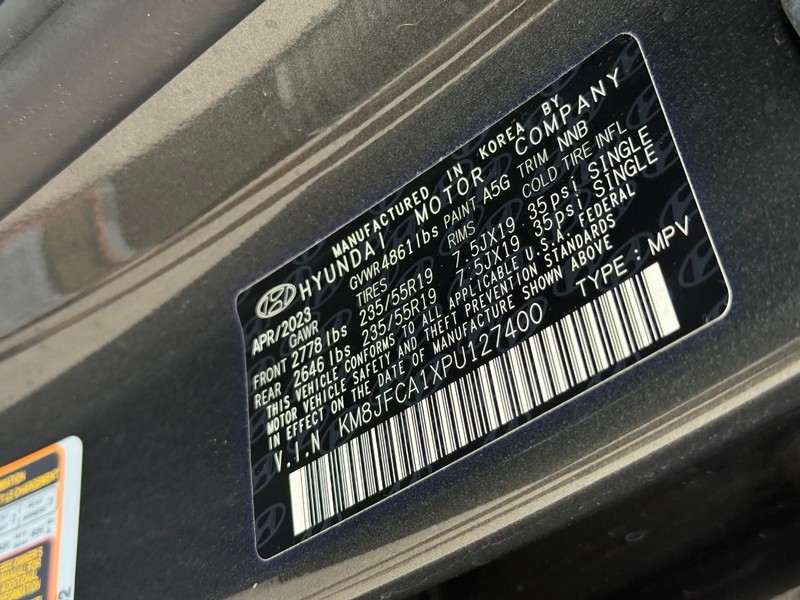 MANUFACTURED IN KOREA BY
HYUNDAI MOTOR COMPANY
APR/2023 GVWR 4861lbs PAINT A5G TRIM NNB
GAWR TIRES RIMS COLD TIRE INFL
FRONT 2778 lbs 235/55R19 7.5JX19 35psi SINGLE
REAR 2646 lbs 235/55R19 7.5JX19 35psi SINGLE
THIS VEHICLE CONFORMS TO ALL APPLICABLE U.S.A FEDERAL
MOTOR VEHICLE SAFETY AND THEFT PREVENTION STANDARDS
IN EFFECT ON THE DATE OF MANUFACTURE SHOWN ABOVE
V.I.N KM8JFCA1XPU127400 TYPE : MPV